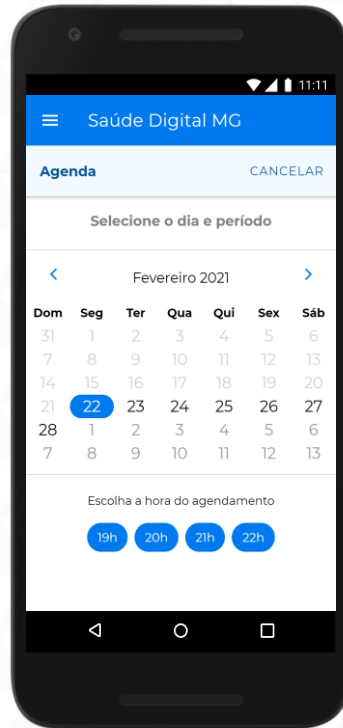 11:11
Saúde Digital MG
Agenda CANCELAR
Selecione o dia e período
Fevereiro 2021
Dom Seg Ter Qua Qui Sex Sáb
31 1 2 3 4 5 6
7 8 9 10 11 12 13
14 15 16 17 18 19 20
21 22 23 24 25 26 27
28 1 2 3 4 5 6
7 8 9 10 11 12 13
Escolha a hora do agendamento
19h 20h 21h 22h